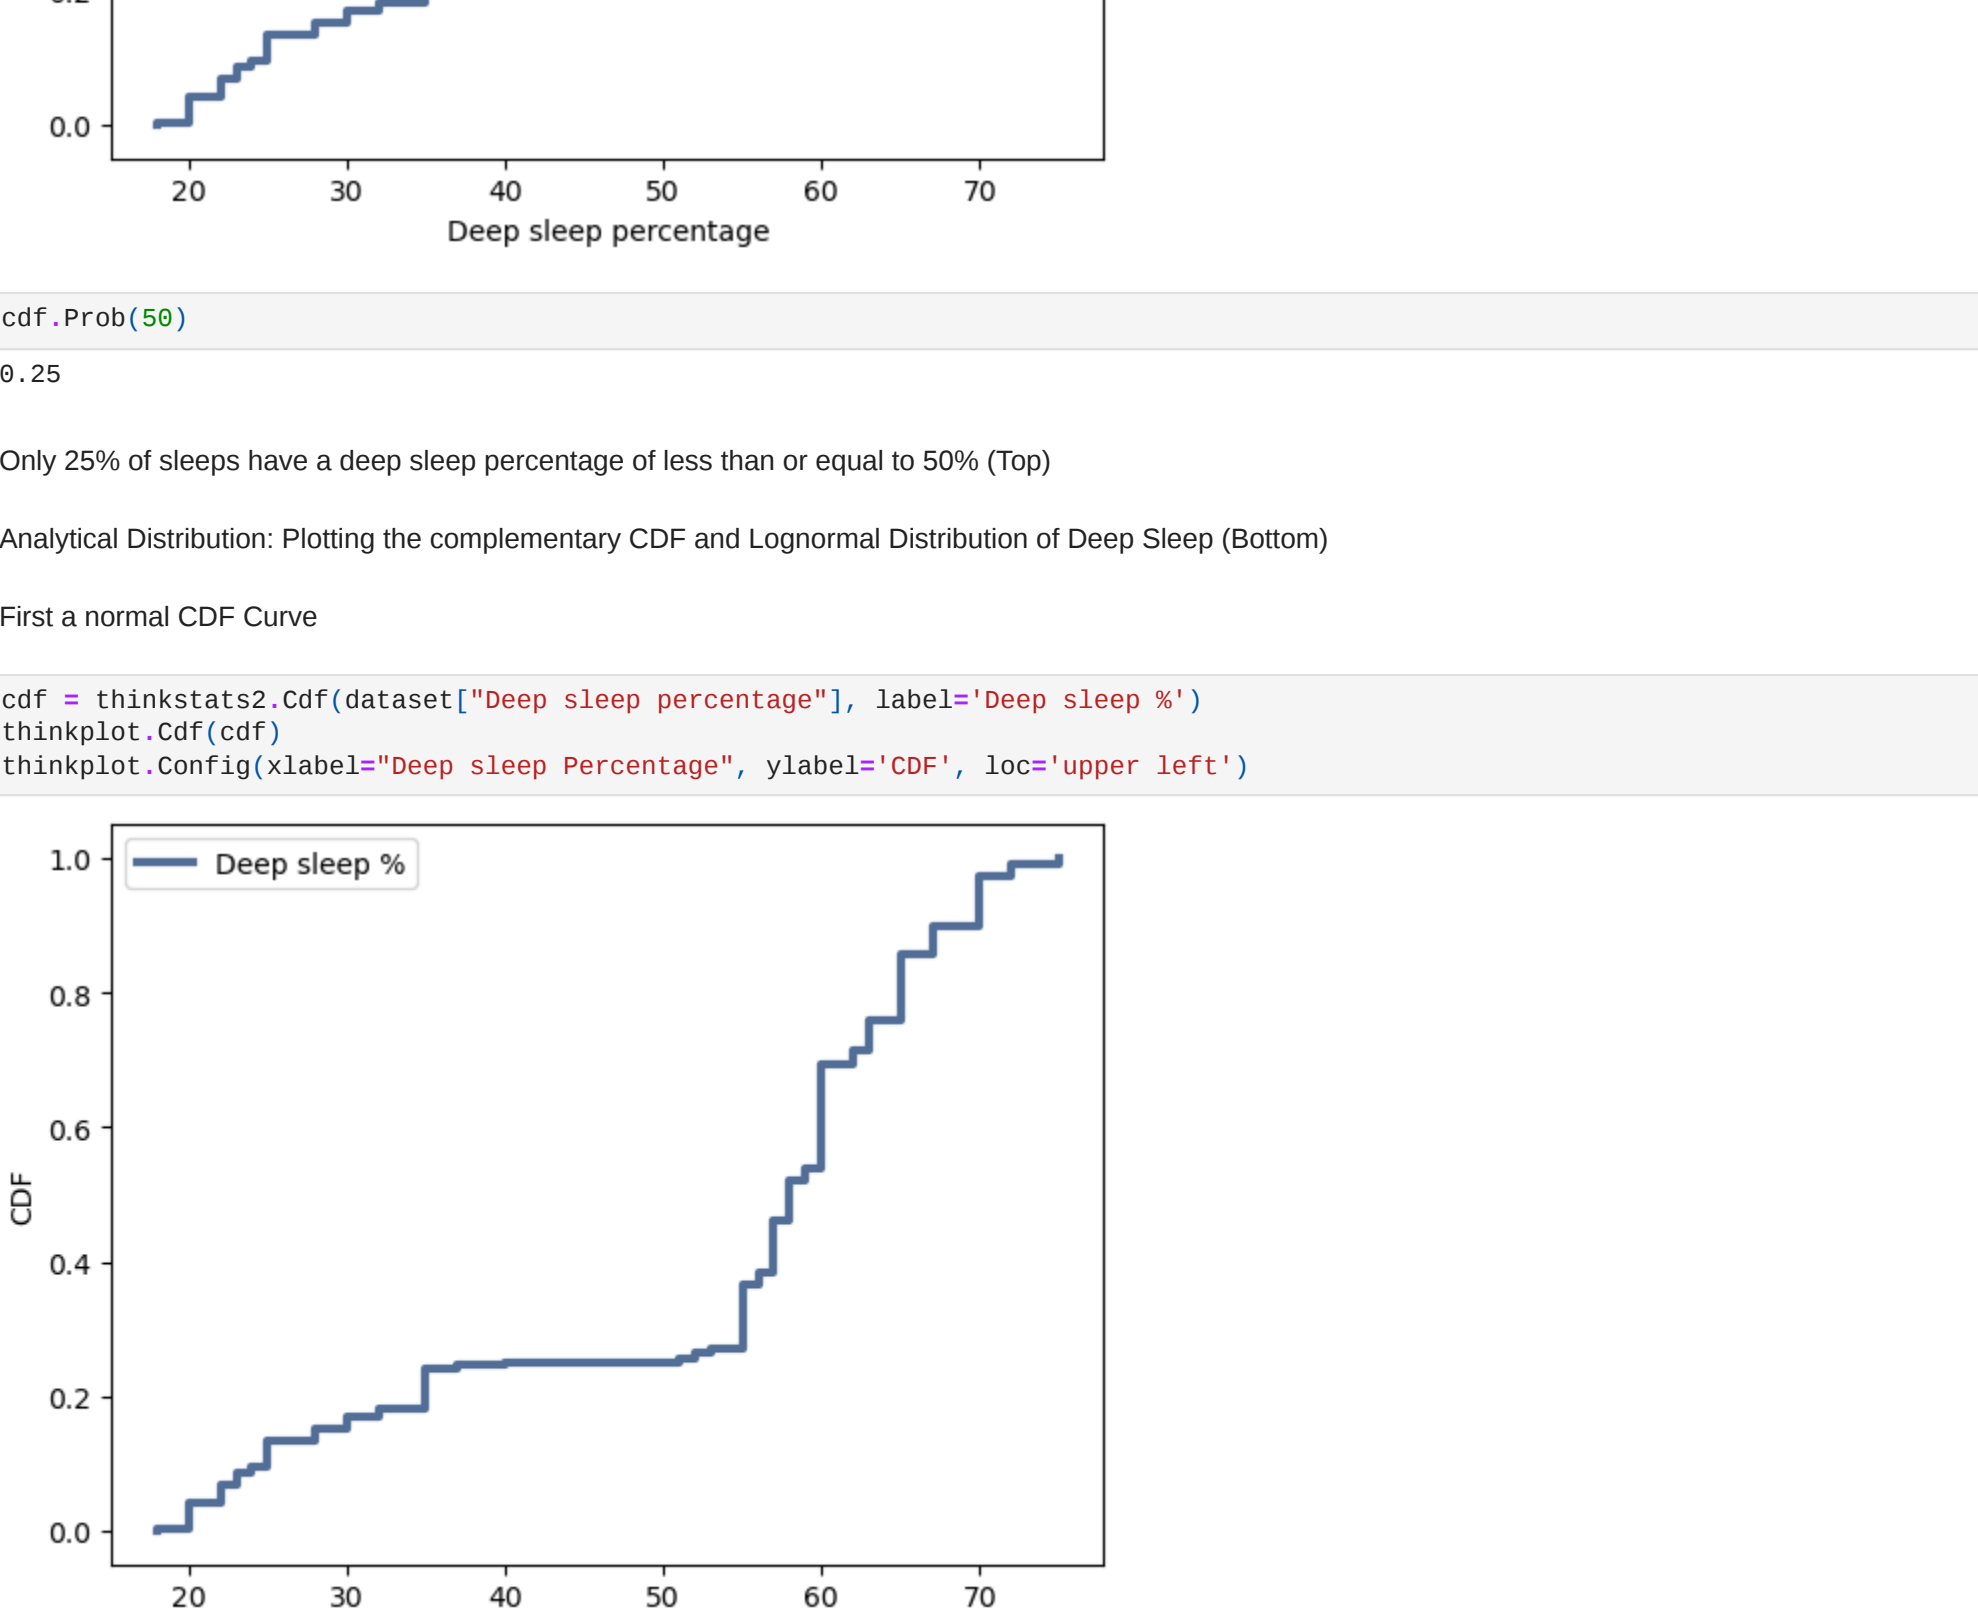 0.2
0.0
20 30 40 50 60 70
Deep sleep percentage
cdf.Prob(50)
0.25
Only 25% of sleeps have a deep sleep percentage of less than or equal to 50% (Top)
Analytical Distribution: Plotting the complementary CDF and Lognormal Distribution of Deep Sleep (Bottom)
First a normal CDF Curve
cdf = thinkstats2.Cdf(dataset["Deep sleep percentage"], label='Deep sleep %')
thinkplot.Cdf(cdf)
thinkplot.Config(xlabel="Deep sleep Percentage", ylabel='CDF', loc='upper left')
Deep sleep %
1.0
0.8
0.6
0.4
0.2
0.0
CDF
20 30 40 50 60 70